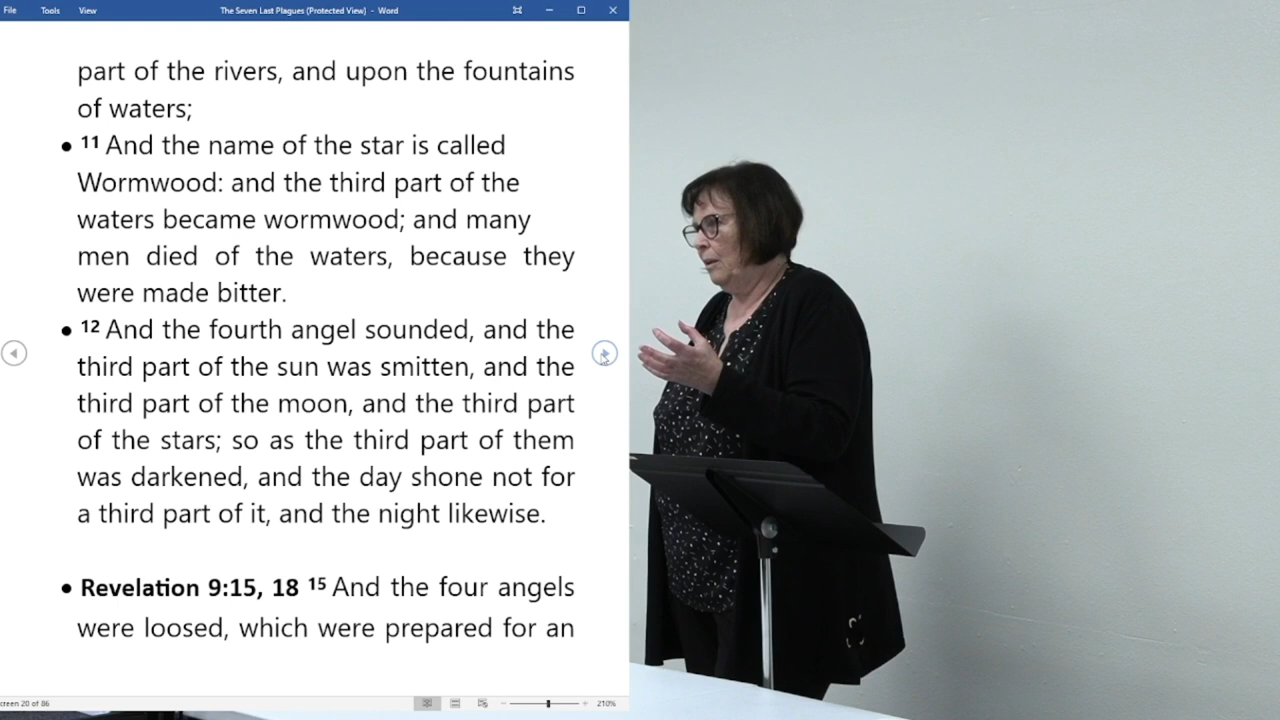 File Tools View The Seven Last Plagues (Protected View) - Word
part of the rivers, and upon the fountains
of waters;
• 11 And the name of the star is called
Wormwood: and the third part of the
waters became wormwood; and many
men died of the waters, because they
were made bitter.
• 12 And the fourth angel sounded, and the
third part of the sun was smitten, and the
third part of the moon, and the third part
of the stars; so as the third part of them
was darkened, and the day shone not for
a third part of it, and the night likewise.
• Revelation 9:15, 18 15 And the four angels
were loosed, which were prepared for an
creen 20 of 86 210%